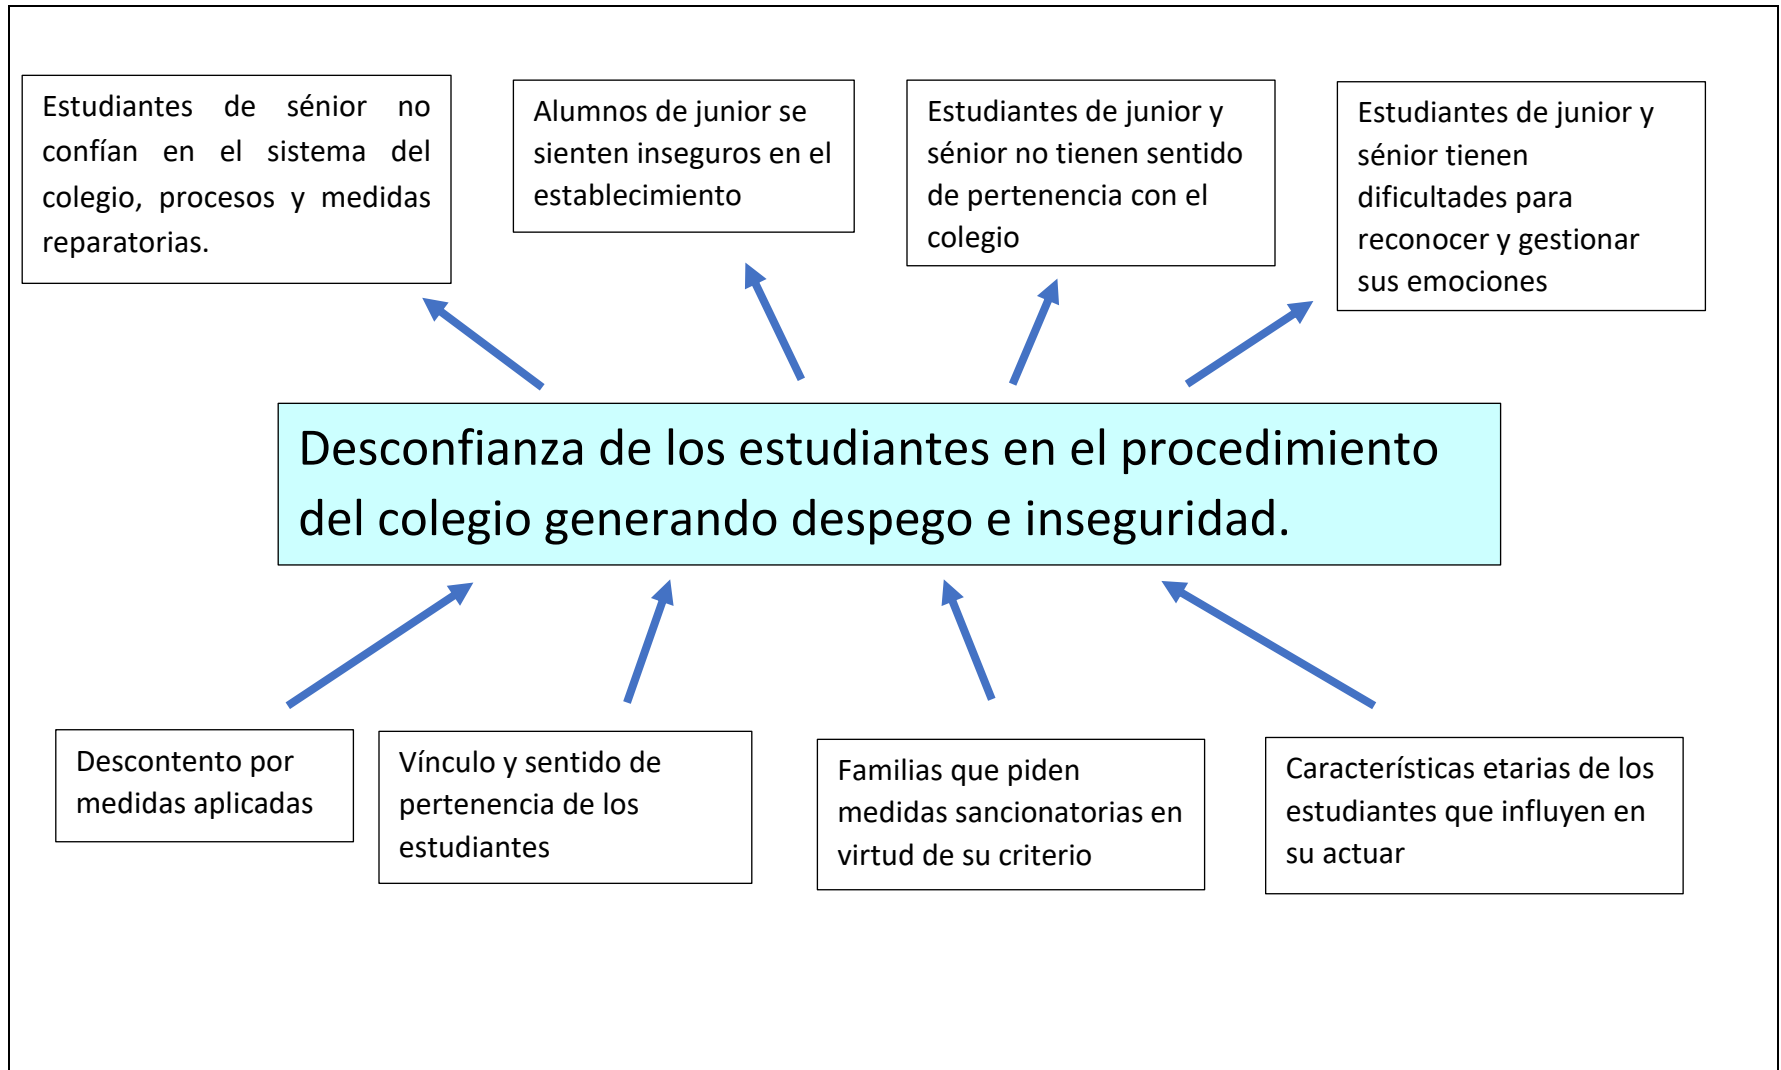 Estudiantes de sénior no
confían en el sistema del
colegio, procesos y medidas
reparatorias.
Alumnos de junior se
sienten inseguros en el
establecimiento
Estudiantes de junior y
sénior no tienen sentido
de pertenencia con el
colegio
Estudiantes de junior y
sénior tienen
dificultades para
reconocer y gestionar
sus emociones
Desconfianza de los estudiantes en el procedimiento
del colegio generando despego e inseguridad.
Descontento por
medidas aplicadas
Vínculo y sentido de
pertenencia de los
estudiantes
Familias que piden
medidas sancionatorias en
virtud de su criterio
Características etarias de los
estudiantes que influyen en
su actuar